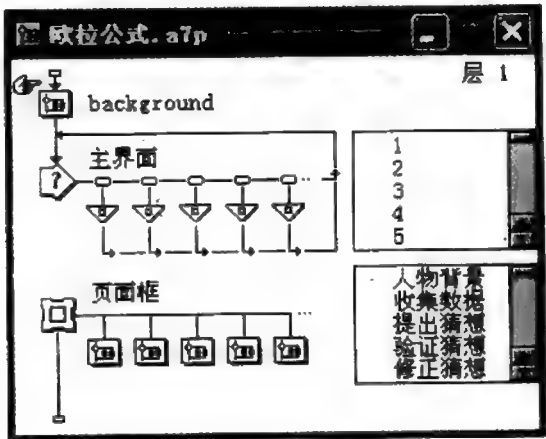 欧拉公式.a7p
层 1
background
主界面
?
1
2
3
4
5
页面框
人物背景
收集数据
提出猜想
验证猜想
修正猜想